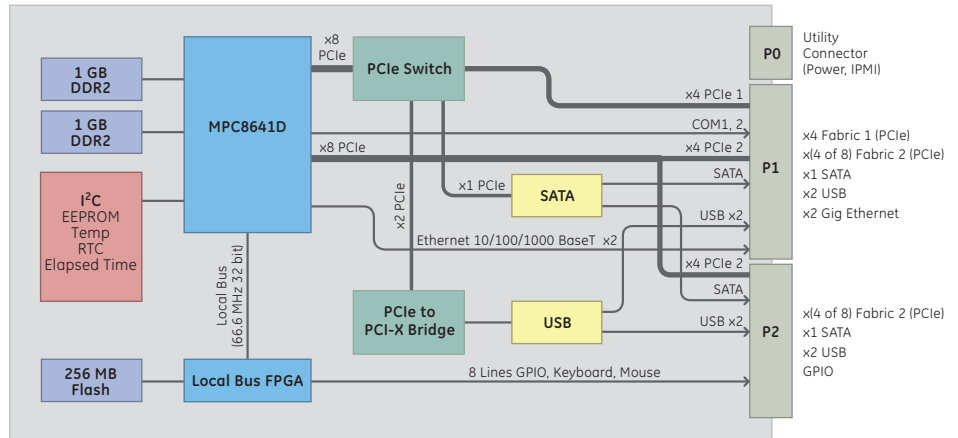 x8
PCIe
PCIe Switch
P0
Utility
Connector
(Power, IPMI)
1 GB
DDR2
1 GB
DDR2
MPC8641D
x4 PCIe 1
COM1, 2
x8 PCIe
x4 PCIe 2
P1
x4 Fabric 1 (PCIe)
x(4 of 8) Fabric 2 (PCIe)
x1 SATA
x2 USB
x2 Gig Ethernet
I²C
EEPROM
Temp
RTC
Elapsed Time
x2 PCIe
x1 PCIe
SATA
SATA
USB x2
Ethernet 10/100/1000 BaseT x2
x4 PCIe 2
SATA
Local Bus
(66.6 MHz 32 bit)
PCIe to
PCI-X Bridge
USB
USB x2
P2
x(4 of 8) Fabric 2 (PCIe)
x1 SATA
x2 USB
GPIO
256 MB
Flash
Local Bus FPGA
8 Lines GPIO, Keyboard, Mouse